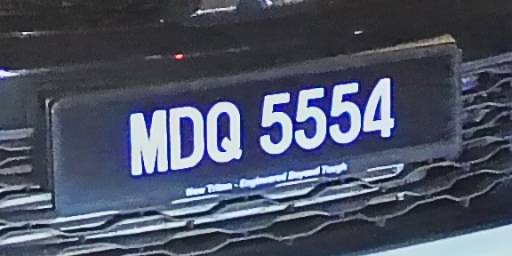 MDQ 5554
New Triton - Engineered Beyond Tough